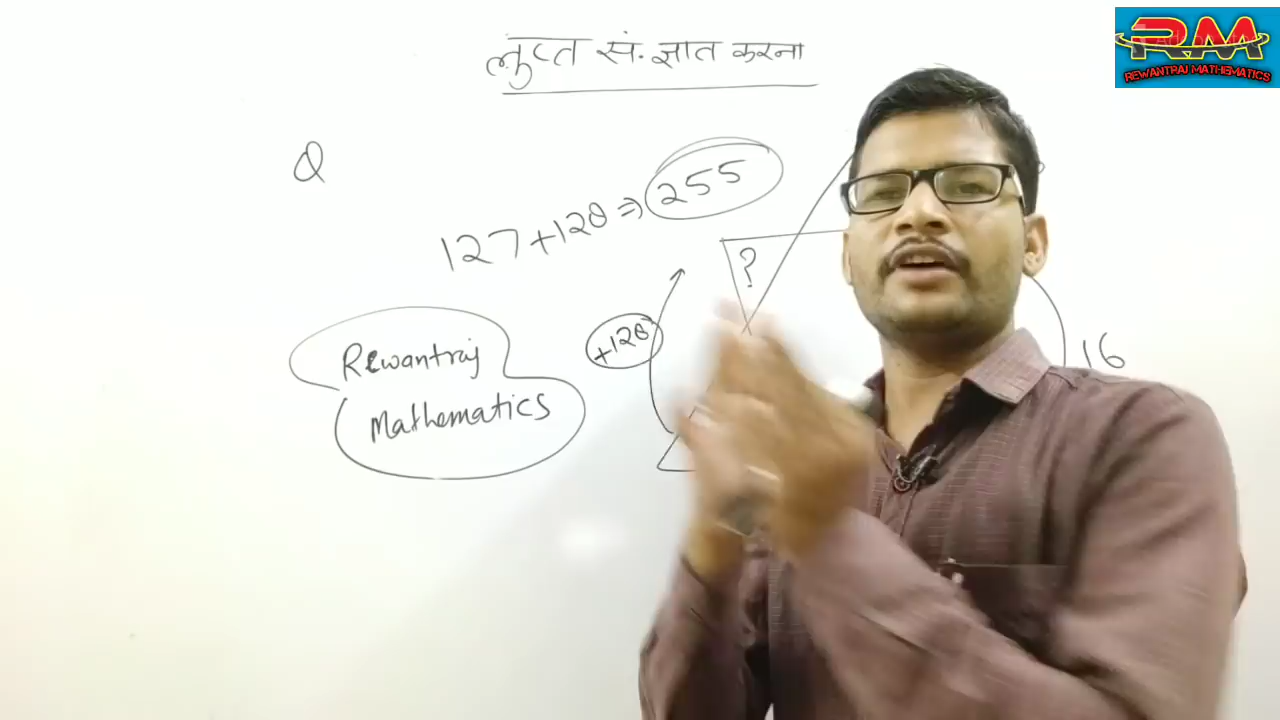 लुप्त सं. ज्ञात करना
RM
REWANTRAJ MATHEMATICS
Q
127+128⇒255
?
+128
16
Rewantraj
Mathematics